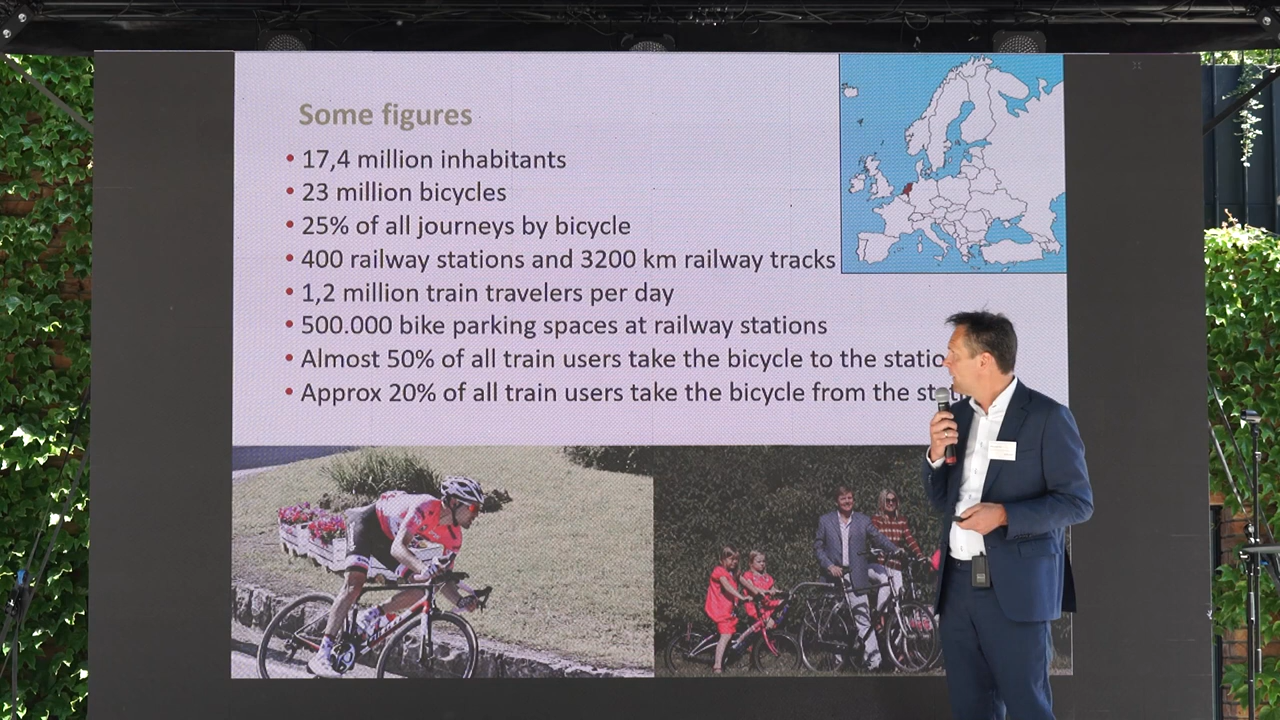 Some figures
• 17,4 million inhabitants
• 23 million bicycles
• 25% of all journeys by bicycle
• 400 railway stations and 3200 km railway tracks
• 1,2 million train travelers per day
• 500.000 bike parking spaces at railway stations
• Almost 50% of all train users take the bicycle to the statio
• Approx 20% of all train users take the bicycle from the